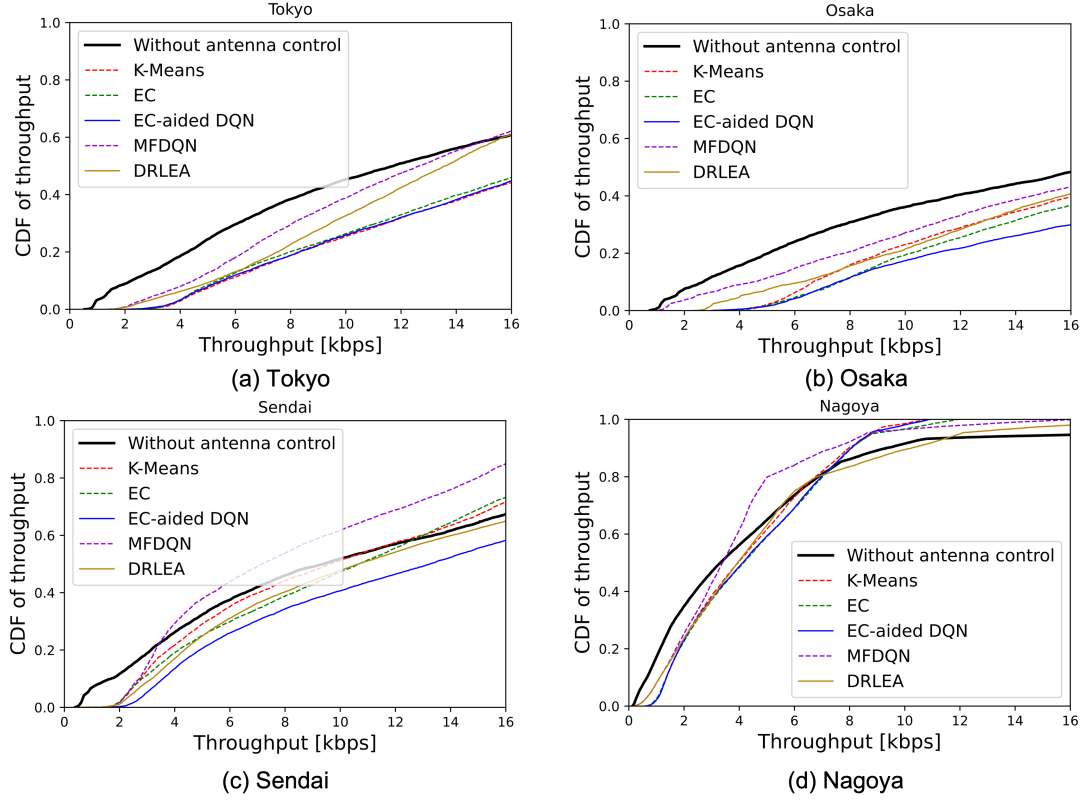 Tokyo
CDF of throughput
1.0
0.8
0.6
0.4
0.2
0.0
Without antenna control
K-Means
EC
EC-aided DQN
MFDQN
DRLEA
0 2 4 6 8 10 12 14 16
Throughput [kbps]
(a) Tokyo
Osaka
CDF of throughput
1.0
0.8
0.6
0.4
0.2
0.0
Without antenna control
K-Means
EC
EC-aided DQN
MFDQN
DRLEA
0 2 4 6 8 10 12 14 16
Throughput [kbps]
(b) Osaka
Sendai
CDF of throughput
1.0
0.8
0.6
0.4
0.2
0.0
Without antenna control
K-Means
EC
EC-aided DQN
MFDQN
DRLEA
0 2 4 6 8 10 12 14 16
Throughput [kbps]
(c) Sendai
Nagoya
CDF of throughput
1.0
0.8
0.6
0.4
0.2
0.0
Without antenna control
K-Means
EC
EC-aided DQN
MFDQN
DRLEA
0 2 4 6 8 10 12 14 16
Throughput [kbps]
(d) Nagoya